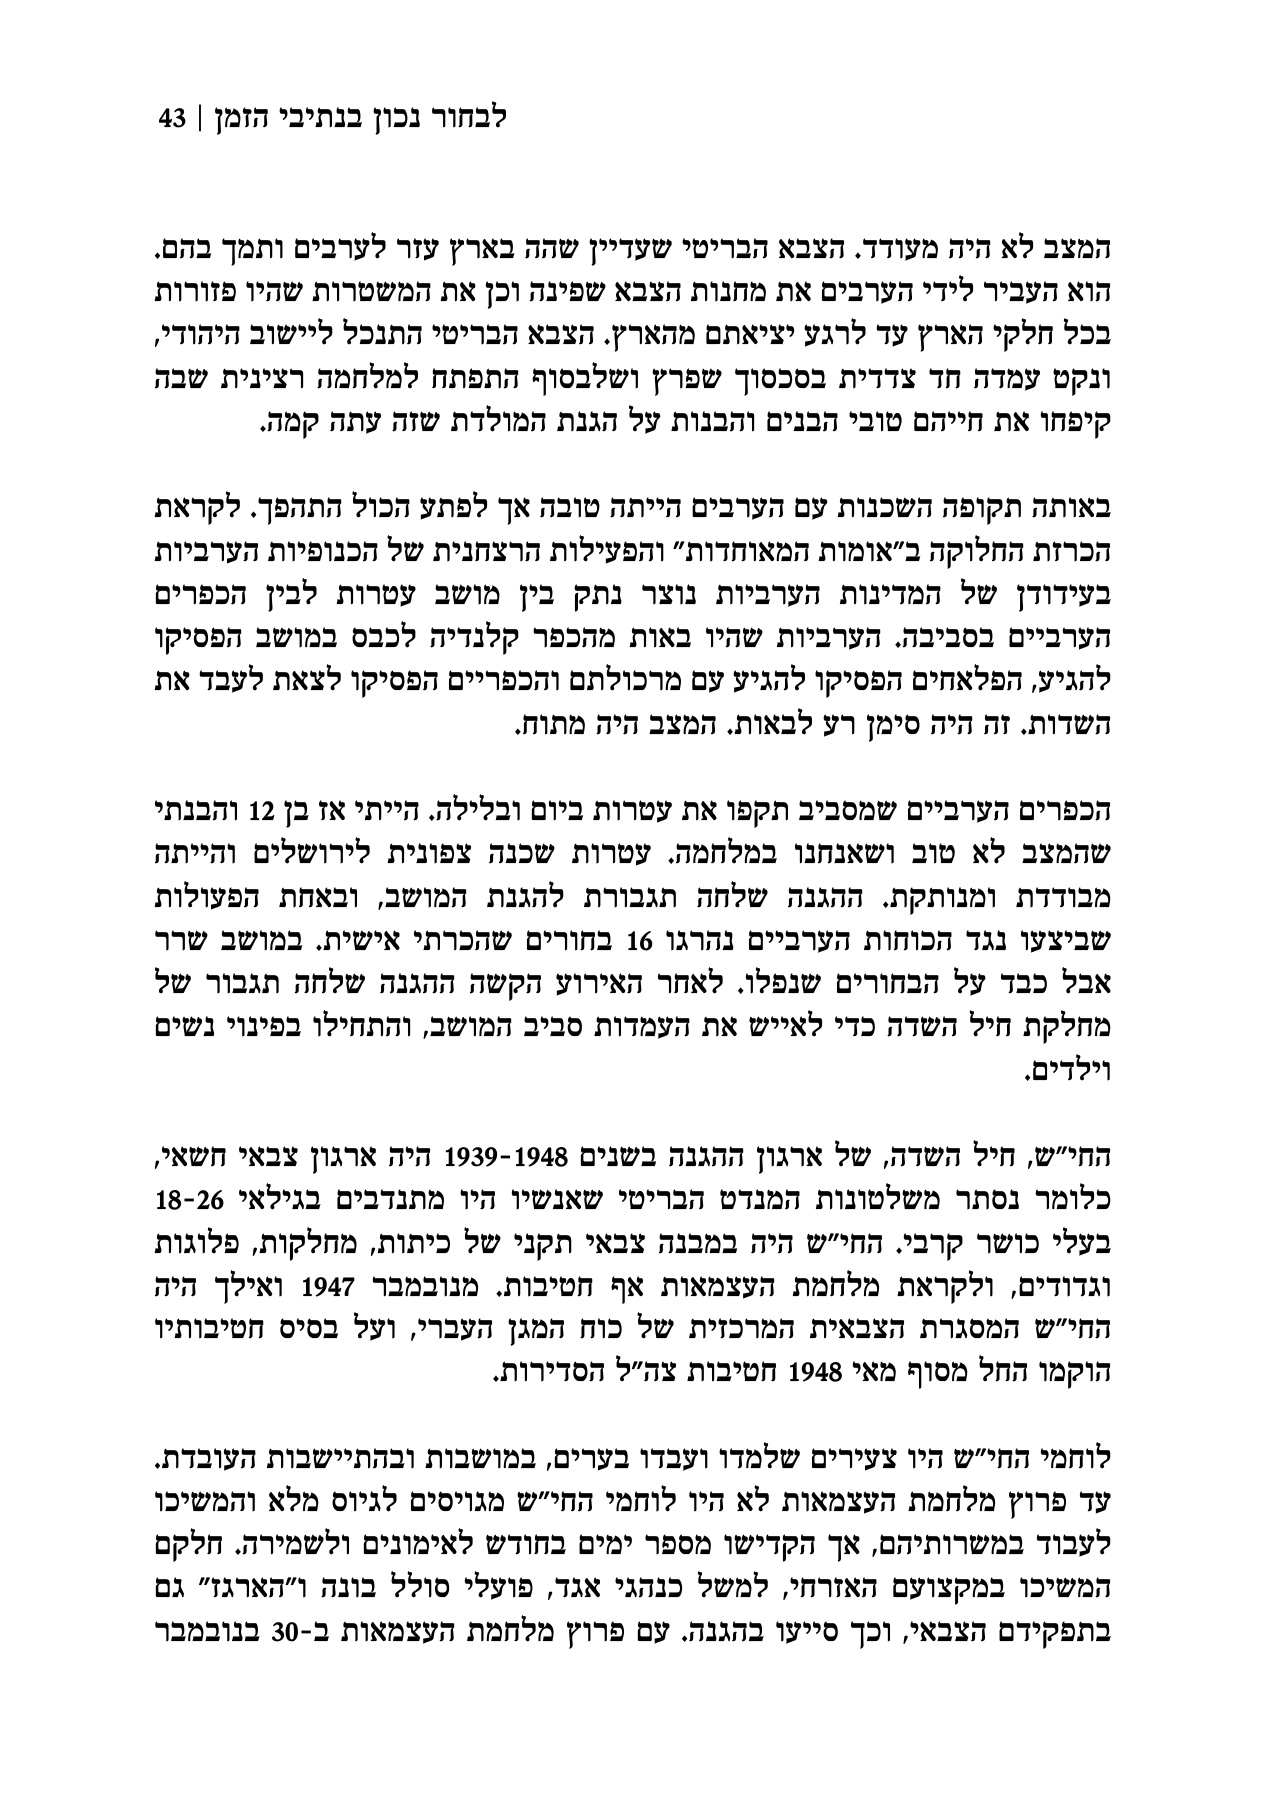 לבחור נכון בנתיבי הזמן | 43
המצב לא היה מעודד. הצבא הבריטי שעדיין שהה בארץ עזר לערבים ותמך בהם.
הוא העביר לידי הערבים את מחנות הצבא שפינה וכן את המשטרות שהיו פזורות
בכל חלקי הארץ עד לרגע יציאתם מהארץ. הצבא הבריטי התנכל ליישוב היהודי,
ונקט עמדה חד צדדית בסכסוך שפרץ ושלבסוף התפתח למלחמה רצינית שבה
קיפחו את חייהם טובי הבנים והבנות על הגנת המולדת שזה עתה קמה.
באותה תקופה השכנות עם הערבים הייתה טובה אך לפתע הכול התהפך. לקראת
הכרזת החלוקה ב"אומות המאוחדות" והפעילות הרצחנית של הכנופיות הערביות
בעידודן של המדינות הערביות נוצר נתק בין מושב עטרות לבין הכפרים
הערביים בסביבה. הערביות שהיו באות מהכפר קלנדיה לכבס במושב הפסיקו
להגיע, הפלאחים הפסיקו להגיע עם מרכולתם והכפריים הפסיקו לצאת לעבד את
השדות. זה היה סימן רע לבאות. המצב היה מתוח.
הכפרים הערביים שמסביב תקפו את עטרות ביום ובלילה. הייתי אז בן 12 והבנתי
שהמצב לא טוב ושאנחנו במלחמה. עטרות שכנה צפונית לירושלים והייתה
מבודדת ומנותקת. ההגנה שלחה תגבורת להגנת המושב, ובאחת הפעולות
שביצעו נגד הכוחות הערביים נהרגו 16 בחורים שהכרתי אישית. במושב שרר
אבל כבד על הבחורים שנפלו. לאחר האירוע הקשה ההגנה שלחה תגבור של
מחלקת חיל השדה כדי לאייש את העמדות סביב המושב, והתחילו בפינוי נשים
וילדים.
החי"ש, חיל השדה, של ארגון ההגנה בשנים 1939-1948 היה ארגון צבאי חשאי,
כלומר נסתר משלטונות המנדט הבריטי שאנשיו היו מתנדבים בגילאי 18-26
בעלי כושר קרבי. החי"ש היה במבנה צבאי תקני של כיתות, מחלקות, פלוגות
וגדודים, ולקראת מלחמת העצמאות אף חטיבות. מנובמבר 1947 ואילך היה
החי"ש המסגרת הצבאית המרכזית של כוח המגן העברי, ועל בסיס חטיבותיו
הוקמו החל מסוף מאי 1948 חטיבות צה"ל הסדירות.
לוחמי החי"ש היו צעירים שלמדו ועבדו בערים, במושבות ובהתיישבות העובדת.
עד פרוץ מלחמת העצמאות לא היו לוחמי החי"ש מגויסים לגיוס מלא והמשיכו
לעבוד במשרותיהם, אך הקדישו מספר ימים בחודש לאימונים ולשמירה. חלקם
המשיכו במקצועם האזרחי, למשל כנהגי אגד, פועלי סולל בונה ו"הארגז" גם
בתפקידם הצבאי, וכך סייעו בהגנה. עם פרוץ מלחמת העצמאות ב-30 בנובמבר